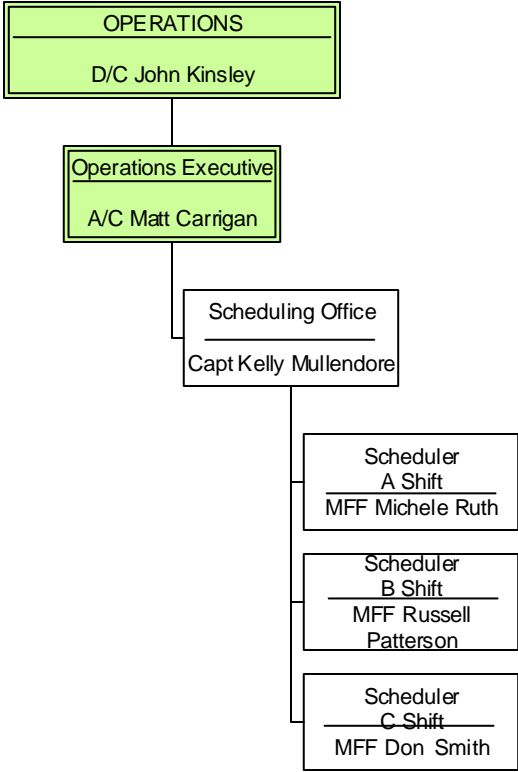 OPERATIONS
D/C John Kinsley
Operations Executive
A/C Matt Carrigan
Scheduling Office
Capt Kelly Mullendore
Scheduler
A Shift
MFF Michele Ruth
Scheduler
B Shift
MFF Russell
Patterson
Scheduler
C Shift
MFF Don Smith